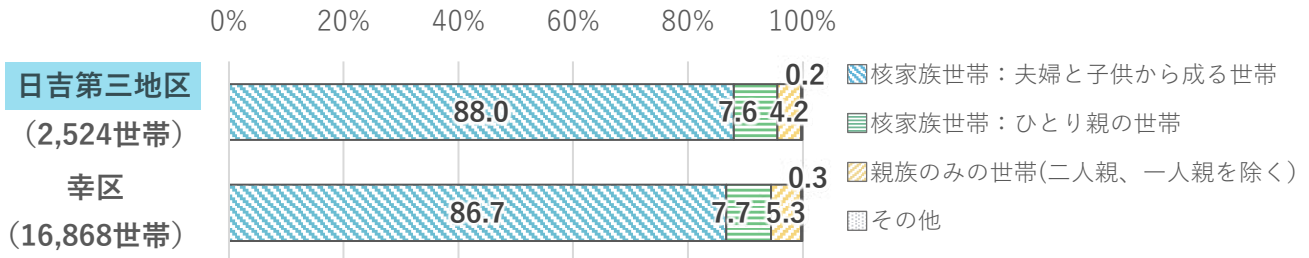 0% 20% 40% 60% 80% 100%
日吉第三地区
（2,524世帯）
88.0 7.6 4.2 0.2
幸区
（16,868世帯）
86.7 7.7 5.3 0.3
核家族世帯：夫婦と子供から成る世帯
核家族世帯：ひとり親の世帯
親族のみの世帯(二人親、一人親を除く)
その他